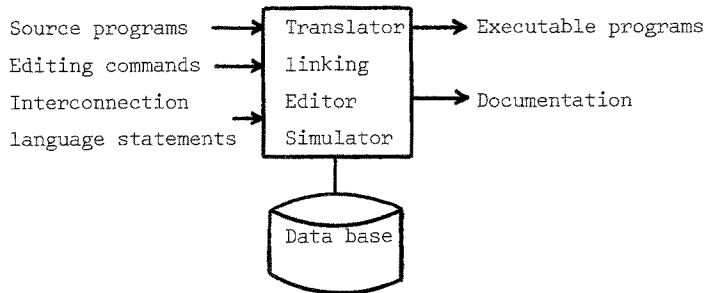 Source programs
Translator
Executable programs
Editing commands
linking
Interconnection
Editor
Documentation
language statements
Simulator
Data base